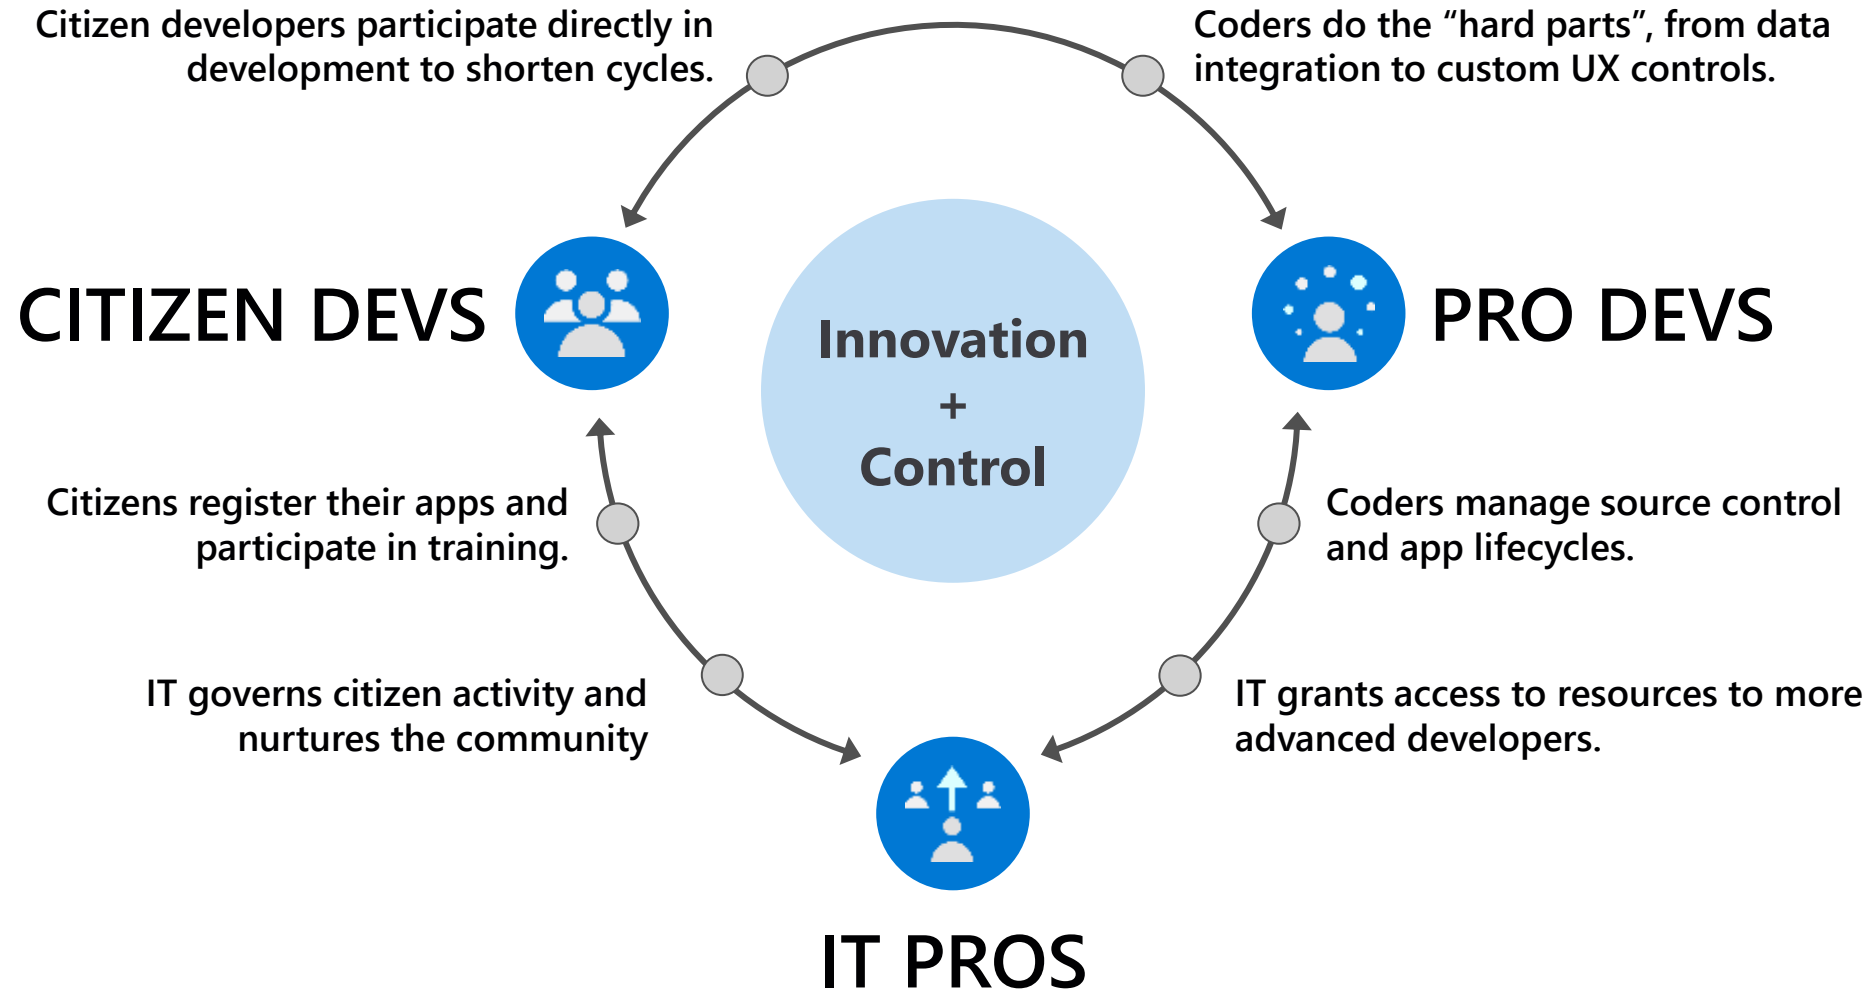 Citizen developers participate directly in
development to shorten cycles.
Coders do the “hard parts”, from data
integration to custom UX controls.
CITIZEN DEVS
Innovation
+
Control
PRO DEVS
Citizens register their apps and
participate in training.
Coders manage source control
and app lifecycles.
IT governs citizen activity and
nurtures the community
IT grants access to resources to more
advanced developers.
IT PROS